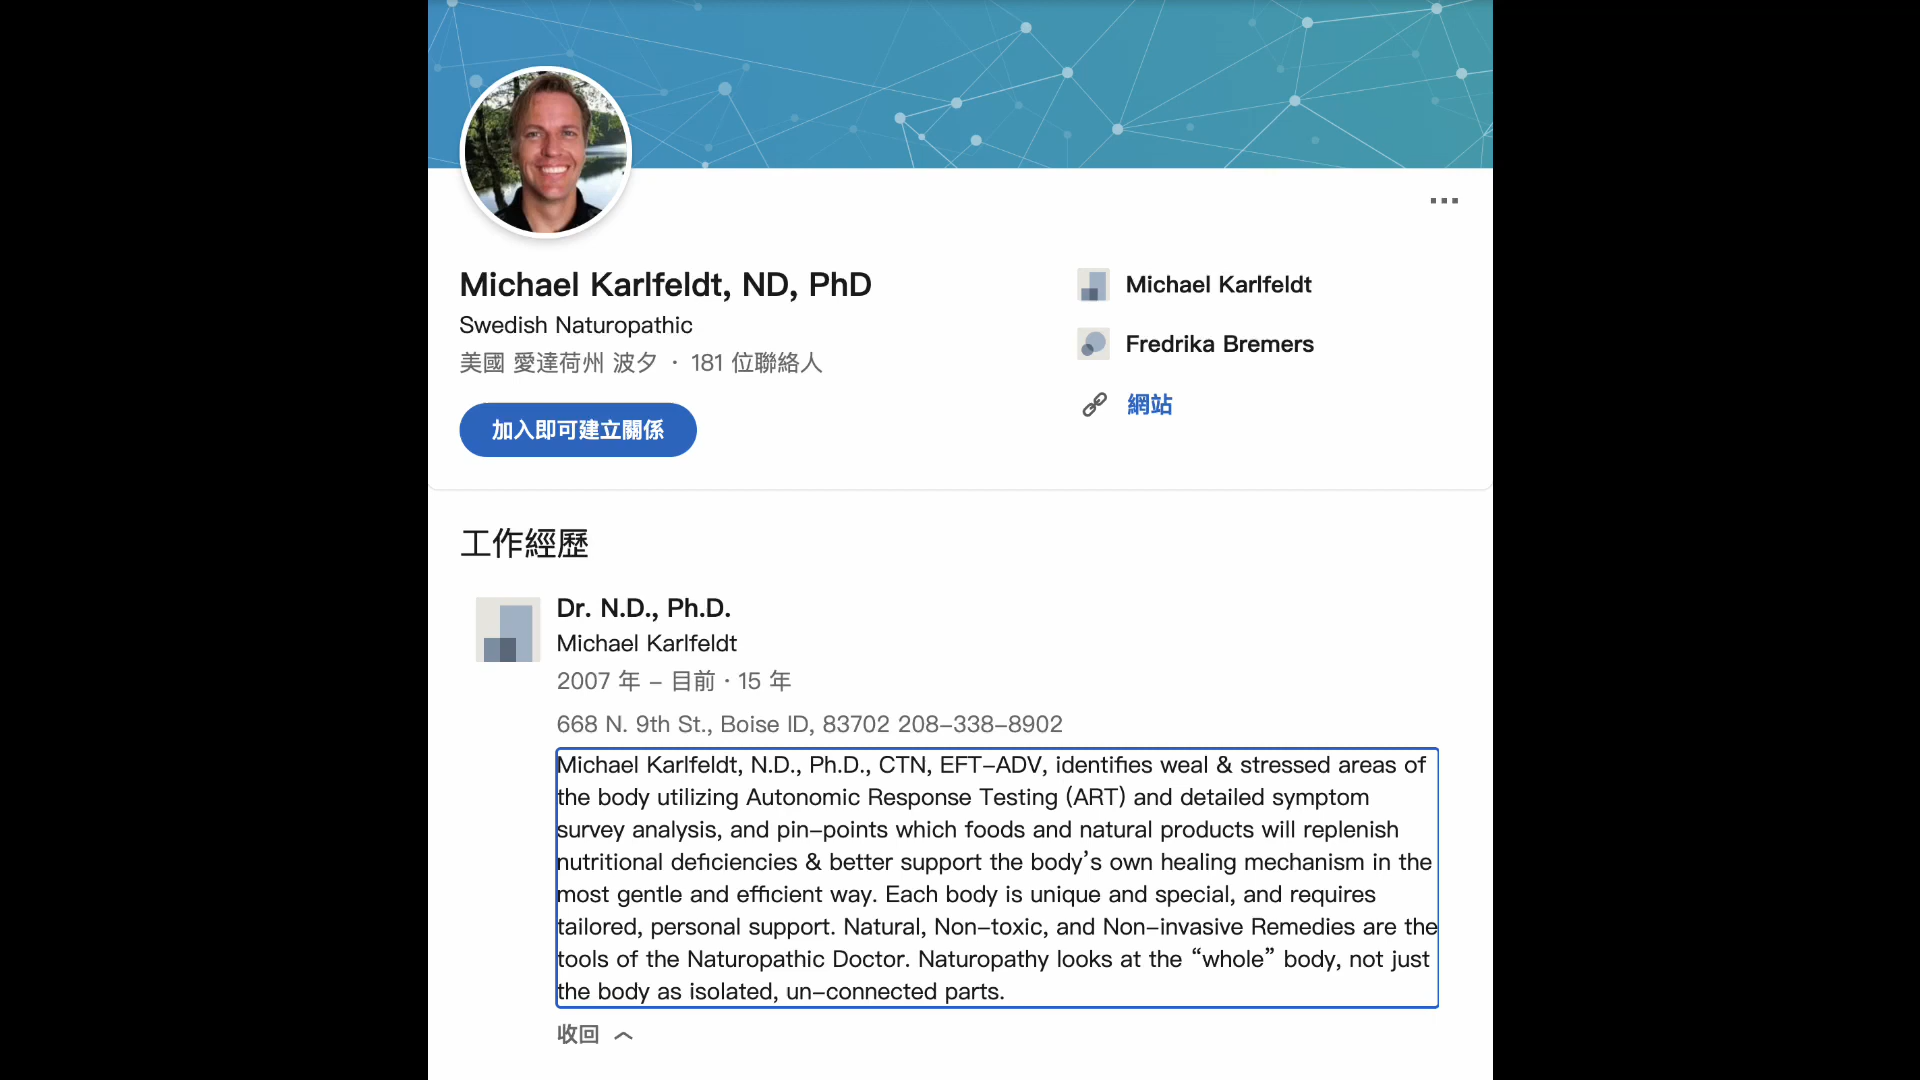 Michael Karlfeldt, ND, PhD
Swedish Naturopathic
美國 愛達荷州 波夕 · 181 位聯絡人
加入即可建立關係
Michael Karlfeldt
Fredrika Bremers
網站
工作經歷
Dr. N.D., Ph.D.
Michael Karlfeldt
2007 年 – 目前 · 15 年
668 N. 9th St., Boise ID, 83702 208–338–8902
Michael Karlfeldt, N.D., Ph.D., CTN, EFT–ADV, identifies weal & stressed areas of
the body utilizing Autonomic Response Testing (ART) and detailed symptom
survey analysis, and pin–points which foods and natural products will replenish
nutritional deficiencies & better support the body’s own healing mechanism in the
most gentle and efficient way. Each body is unique and special, and requires
tailored, personal support. Natural, Non–toxic, and Non–invasive Remedies are the
tools of the Naturopathic Doctor. Naturopathy looks at the “whole” body, not just
the body as isolated, un–connected parts.
收回